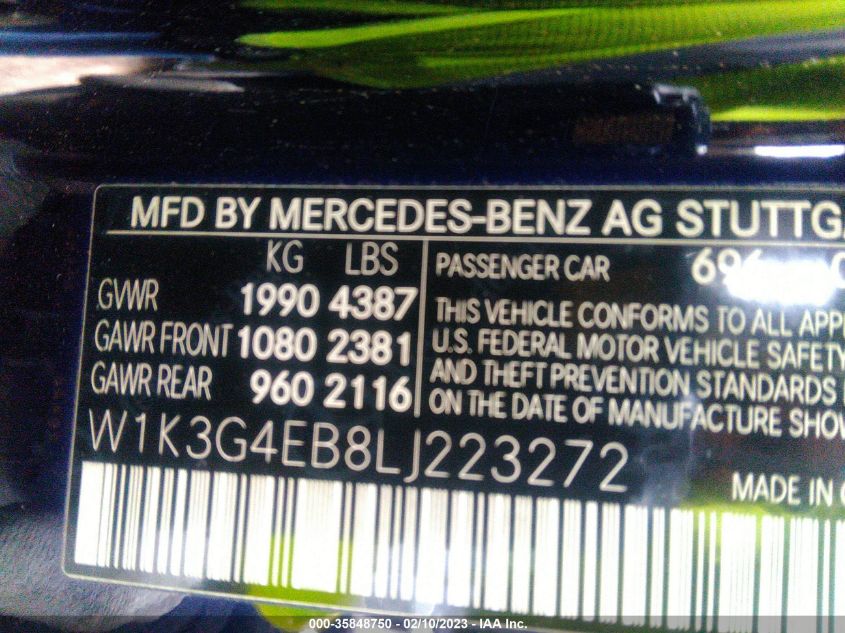 MFD BY MERCEDES-BENZ AG STUTTG
KG LBS
GVWR 1990 4387
GAWR FRONT 1080 2381
GAWR REAR 960 2116
PASSENGER CAR
THIS VEHICLE CONFORMS TO ALL APP
U.S. FEDERAL MOTOR VEHICLE SAFETY
AND THEFT PREVENTION STANDARDS
ON THE DATE OF MANUFACTURE SHO
W1K3G4EB8LJ223272
MADE IN
000-35848750 — 02/10/2023 — IAA Inc.